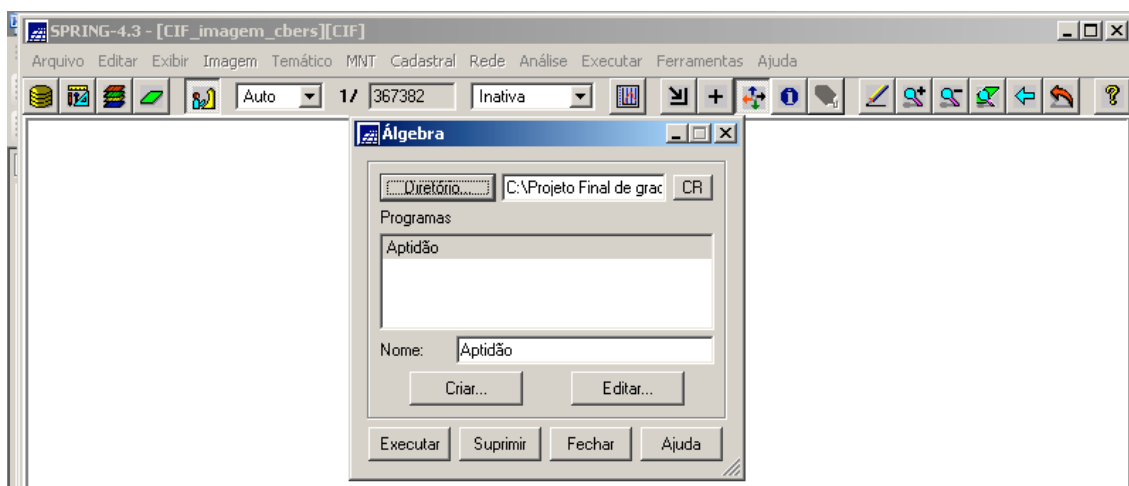 SPRING-4.3 - [CIF_imagem_cbers][CIF]
Arquivo Editar Exibir Imagem Temático MNT Cadastral Rede Análise Executar Ferramentas Ajuda
Auto 1/ 367382 Inativa
Álgebra
Diretório... C:\Projeto Final de grac CR
Programas
Aptidão
Nome: Aptidão
Criar... Editar...
Executar Suprimir Fechar Ajuda